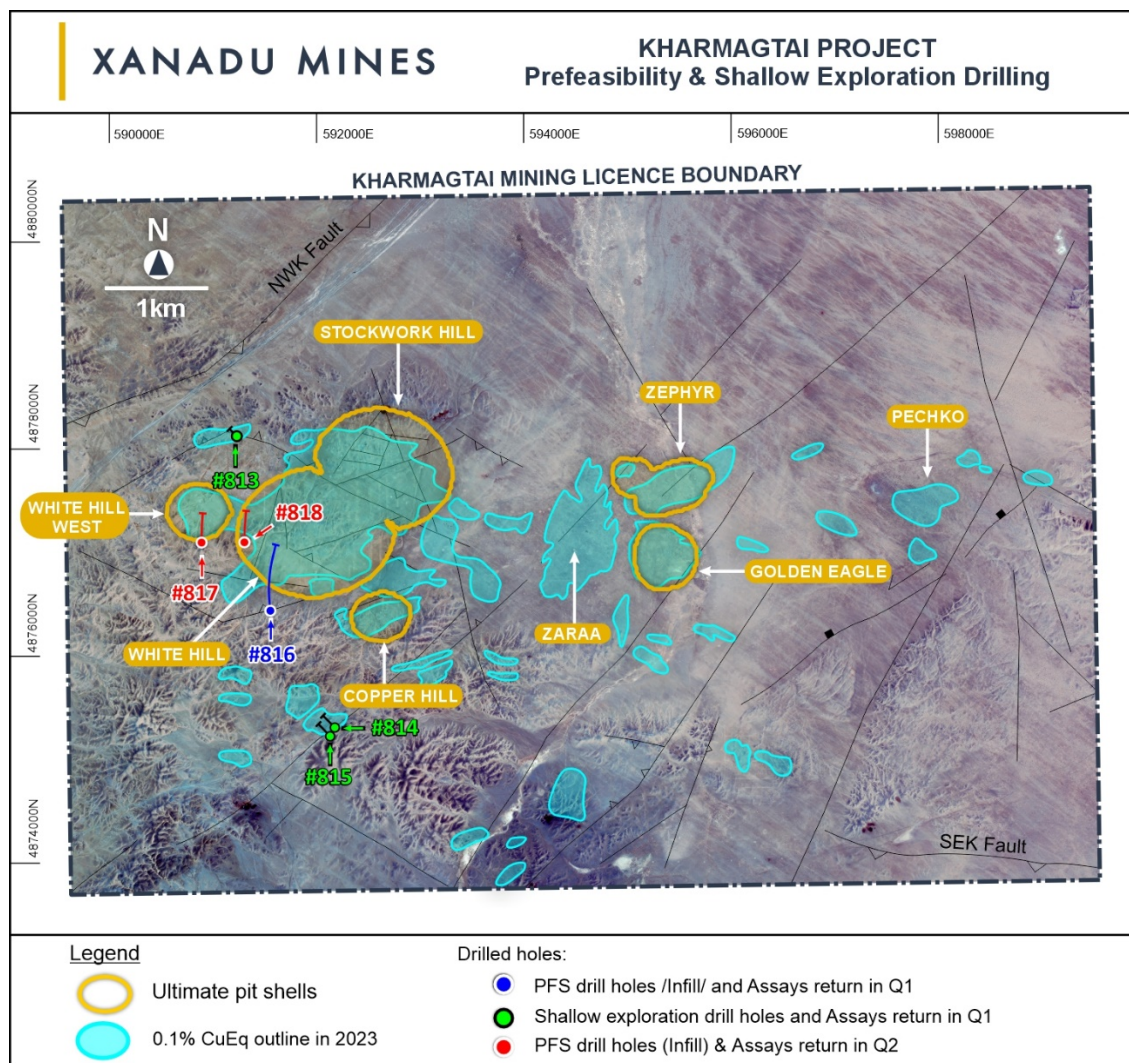 XANADU MINES
KHARMAGTAI PROJECT
Prefeasibility & Shallow Exploration Drilling
590000E
592000E
594000E
596000E
598000E
KHARMAGTAI MINING LICENCE BOUNDARY
4880000N
4878000N
4876000N
4874000N
N
1km
NWK Fault
STOCKWORK HILL
ZEPHYR
PECHKO
#813
WHITE HILL
WEST
#818
#817
GOLDEN EAGLE
ZARAA
WHITE HILL
#816
COPPER HILL
#814
#815
SEK Fault
Legend
Ultimate pit shells
0.1% CuEq outline in 2023
Drilled holes:
PFS drill holes /Infill/ and Assays return in Q1
Shallow exploration drill holes and Assays return in Q1
PFS drill holes (Infill) & Assays return in Q2